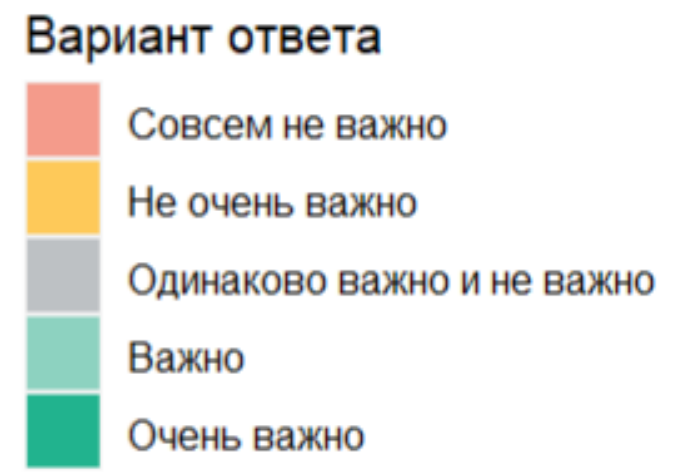 Вариант ответа
Совсем не важно
Не очень важно
Одинаково важно и не важно
Важно
Очень важно